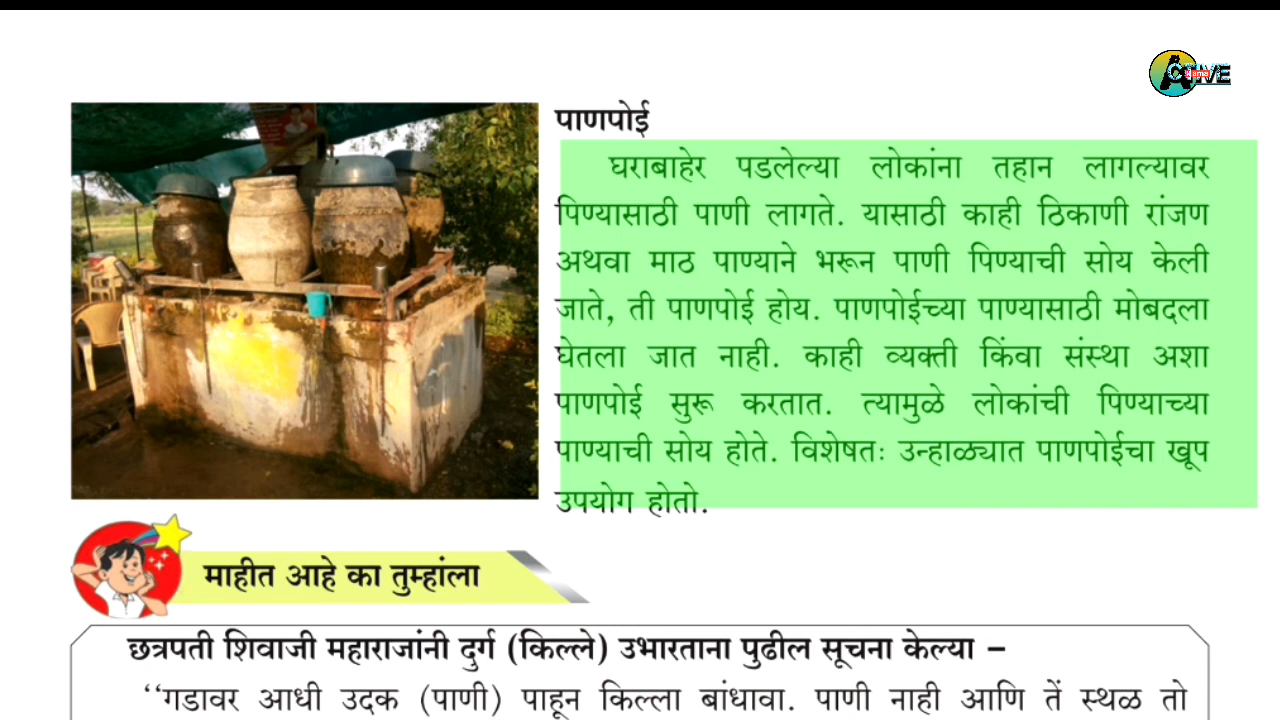 पाणपोई
घराबाहेर पडलेल्या लोकांना तहान लागल्यावर
पिण्यासाठी पाणी लागते. यासाठी काही ठिकाणी रांजण
अथवा माठ पाण्याने भरून पाणी पिण्याची सोय केली
जाते, ती पाणपोई होय. पाणपोईच्या पाण्यासाठी मोबदला
घेतला जात नाही. काही व्यक्ती किंवा संस्था अशा
पाणपोई सुरू करतात. त्यामुळे लोकांची पिण्याच्या
पाण्याची सोय होते. विशेषतः उन्हाळ्यात पाणपोईचा खूप
उपयोग होतो.
माहीत आहे का तुम्हांला
छत्रपती शिवाजी महाराजांनी दुर्ग (किल्ले) उभारताना पुढील सूचना केल्या –
‘‘गडावर आधी उदक (पाणी) पाहून किल्ला बांधावा. पाणी नाही आणि तें स्थळ तो